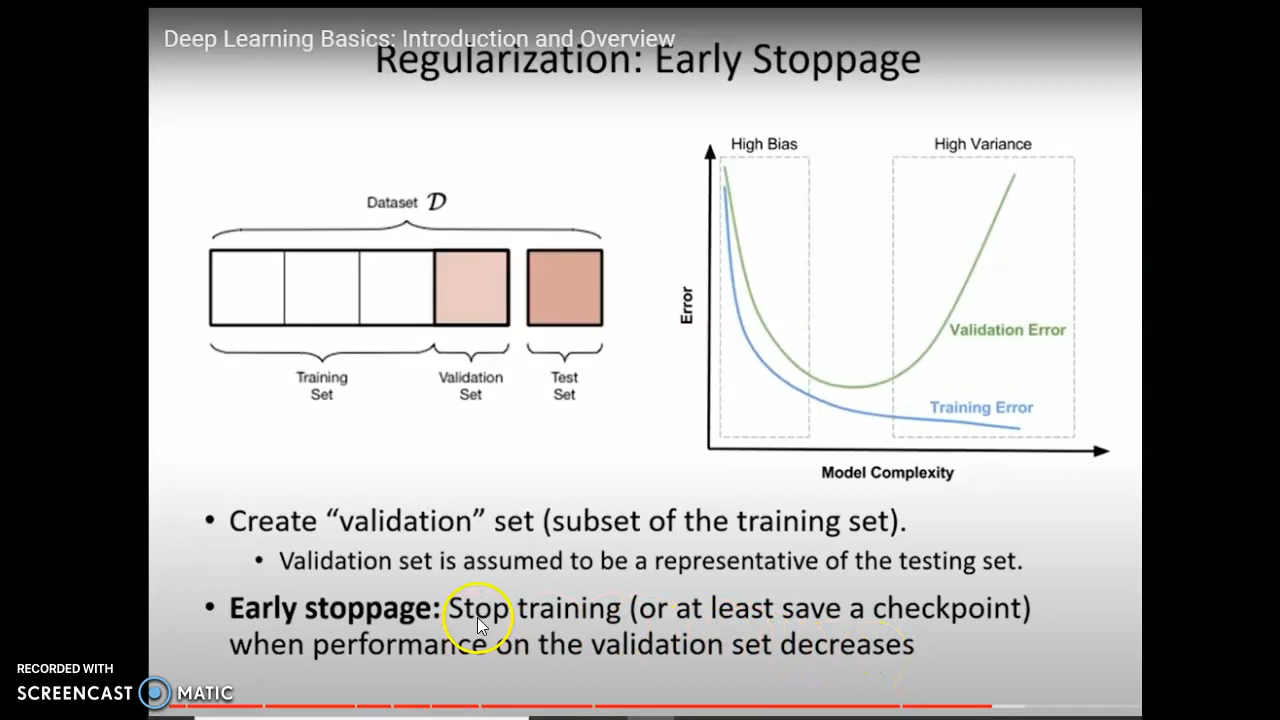 Deep Learning Basics: Introduction and Overview
Regularization: Early Stoppage
Dataset D
Training
Set
Validation
Set
Test
Set
High Bias
High Variance
Error
Validation Error
Training Error
Model Complexity
• Create “validation” set (subset of the training set).
• Validation set is assumed to be a representative of the testing set.
• Early stoppage: Stop training (or at least save a checkpoint)
when performance on the validation set decreases
RECORDED WITH
SCREENCAST MATIC